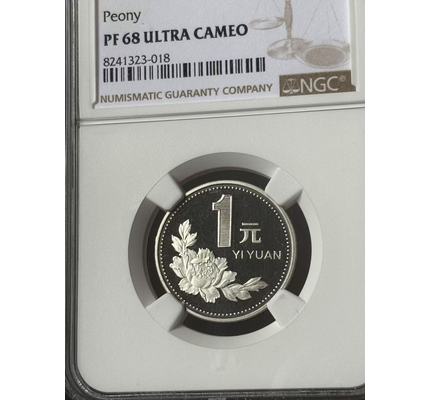 Peony
PF 68 ULTRA CAMEO
8241323-018
NUMISMATIC GUARANTY COMPANY
NGC®
1元
YI YUAN